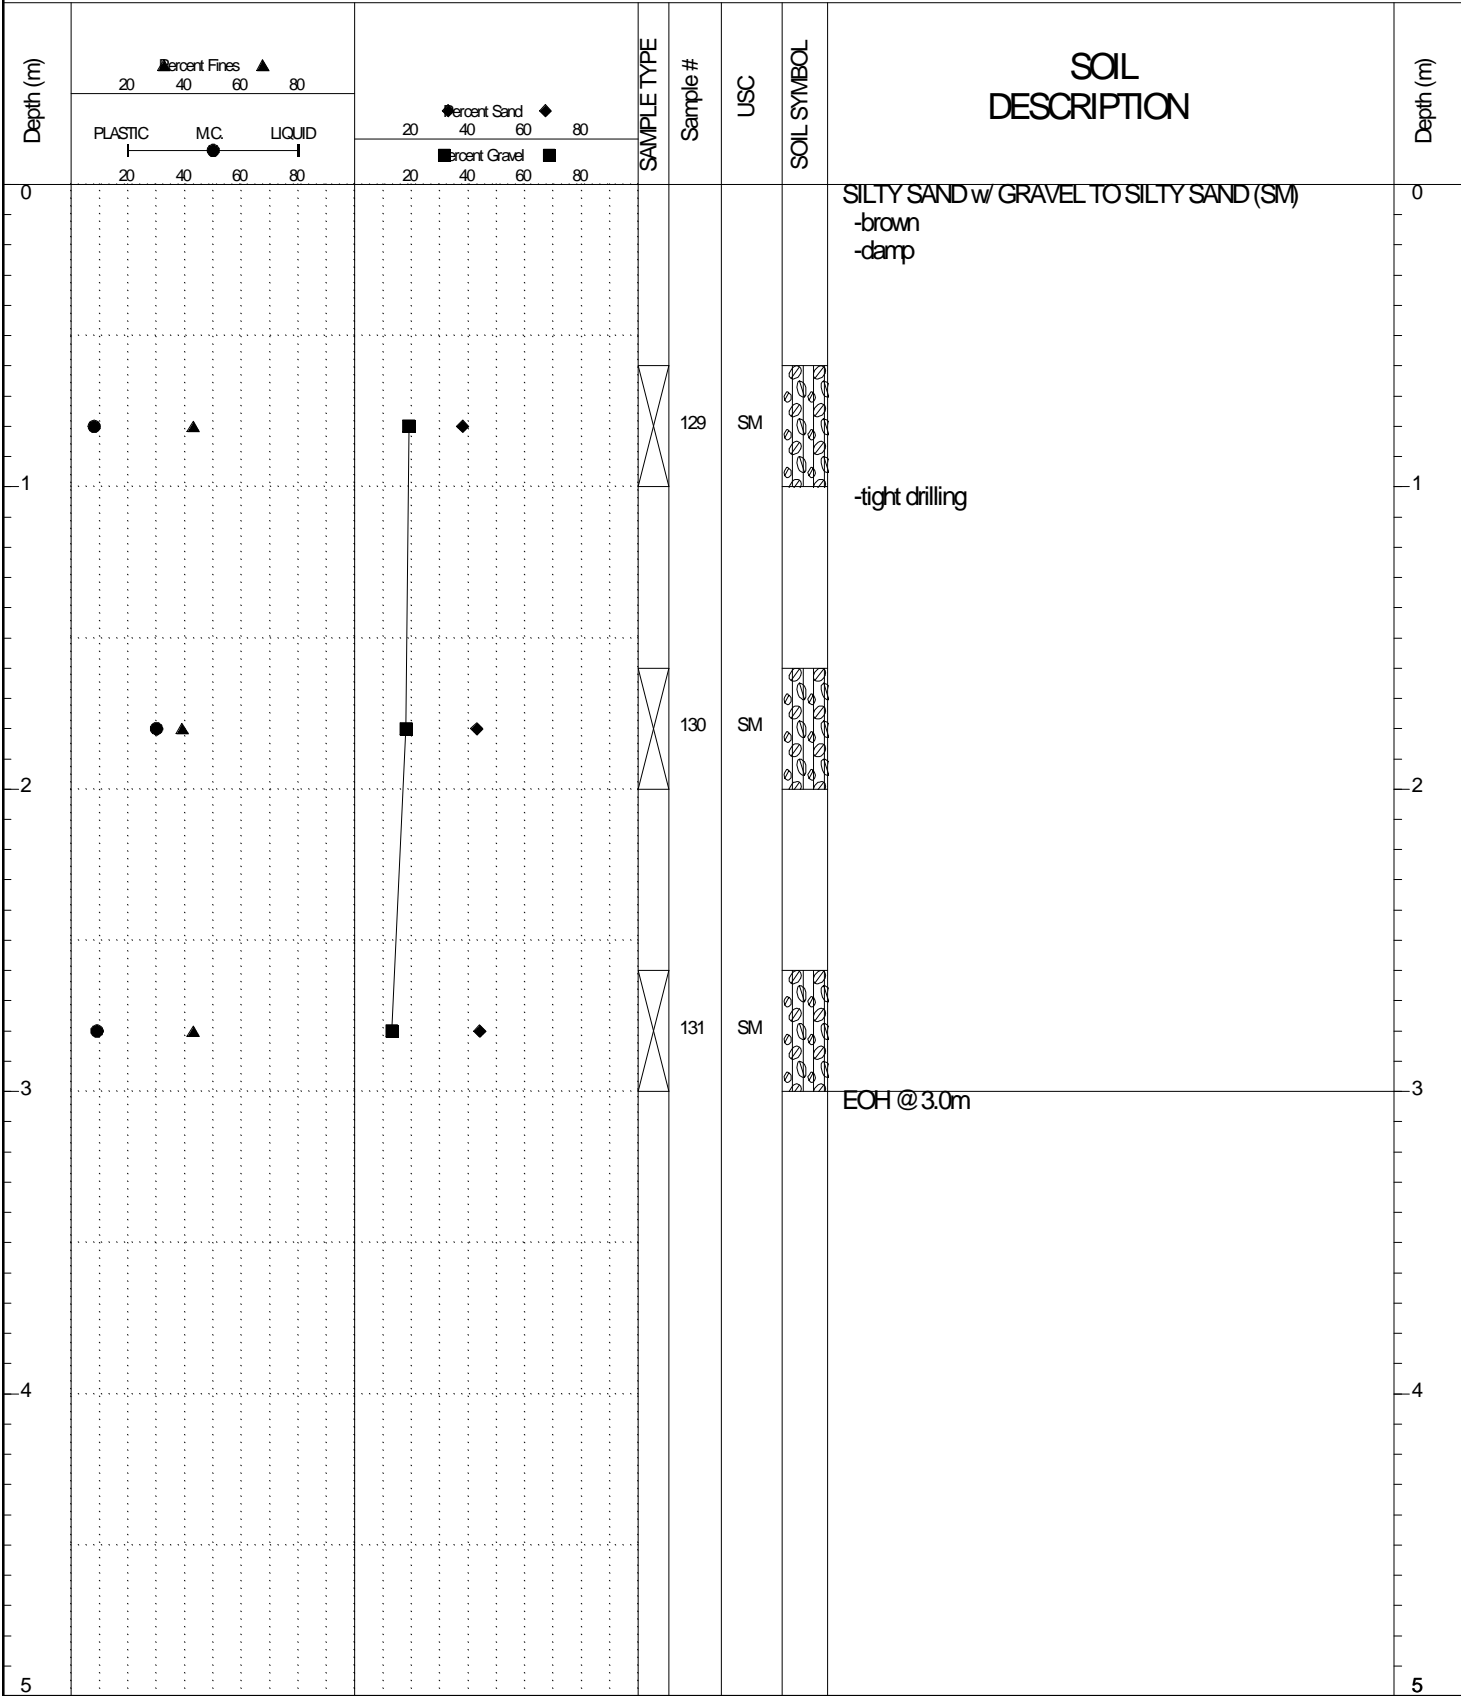 Depth (m)
Percent Fines
20 40 60 80
PLASTIC M.C. LIQUID
20 40 60 80
Percent Sand
20 40 60 80
Percent Gravel
20 40 60 80
SAMPLE TYPE
Sample #
USC
SOIL SYMBOL
SOIL
DESCRIPTION
Depth (m)
0 SILTY SAND w/ GRAVEL TO SILTY SAND (SM) 0
-brown
-damp
129 SM
1 -tight drilling 1
130 SM
2 2
131 SM
3 EOH @ 3.0m 3
4 4
5 5